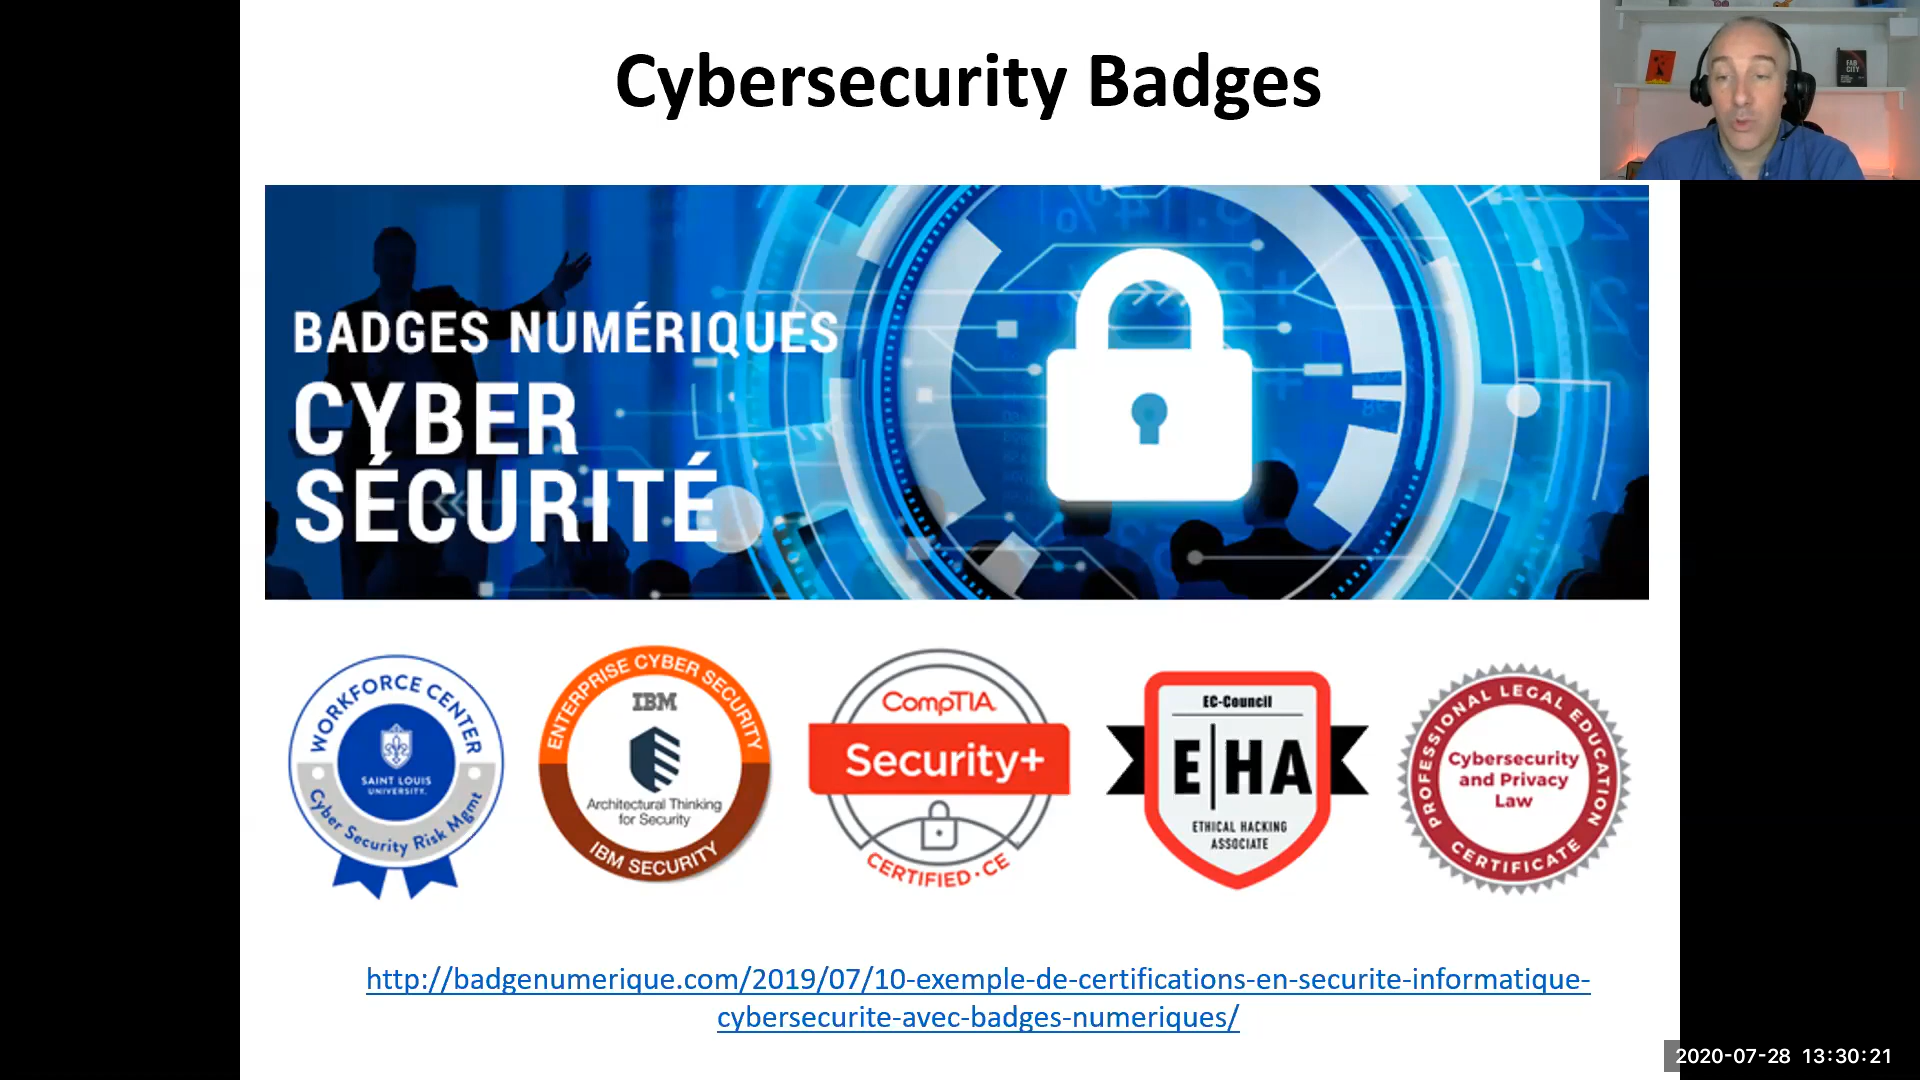 Cybersecurity Badges
FAB
CITY
BADGES NUMÉRIQUES
CYBER
SÉCURITÉ
WORKFORCE CENTER
SAINT LOUIS
UNIVERSITY.
Cyber Security Risk Mgmt
ENTERPRISE CYBER SECURITY
IBM
Architectural Thinking
for Security
IBM SECURITY
CompTIA
Security+
CERTIFIED · CE
EC-Council
E|HA
ETHICAL HACKING
ASSOCIATE
PROFESSIONAL LEGAL EDUCATION
Cybersecurity
and Privacy
Law
CERTIFICATE
http://badgenumerique.com/2019/07/10-exemple-de-certifications-en-securite-informatique-
cybersecurite-avec-badges-numeriques/
2020-07-28 13:30:21